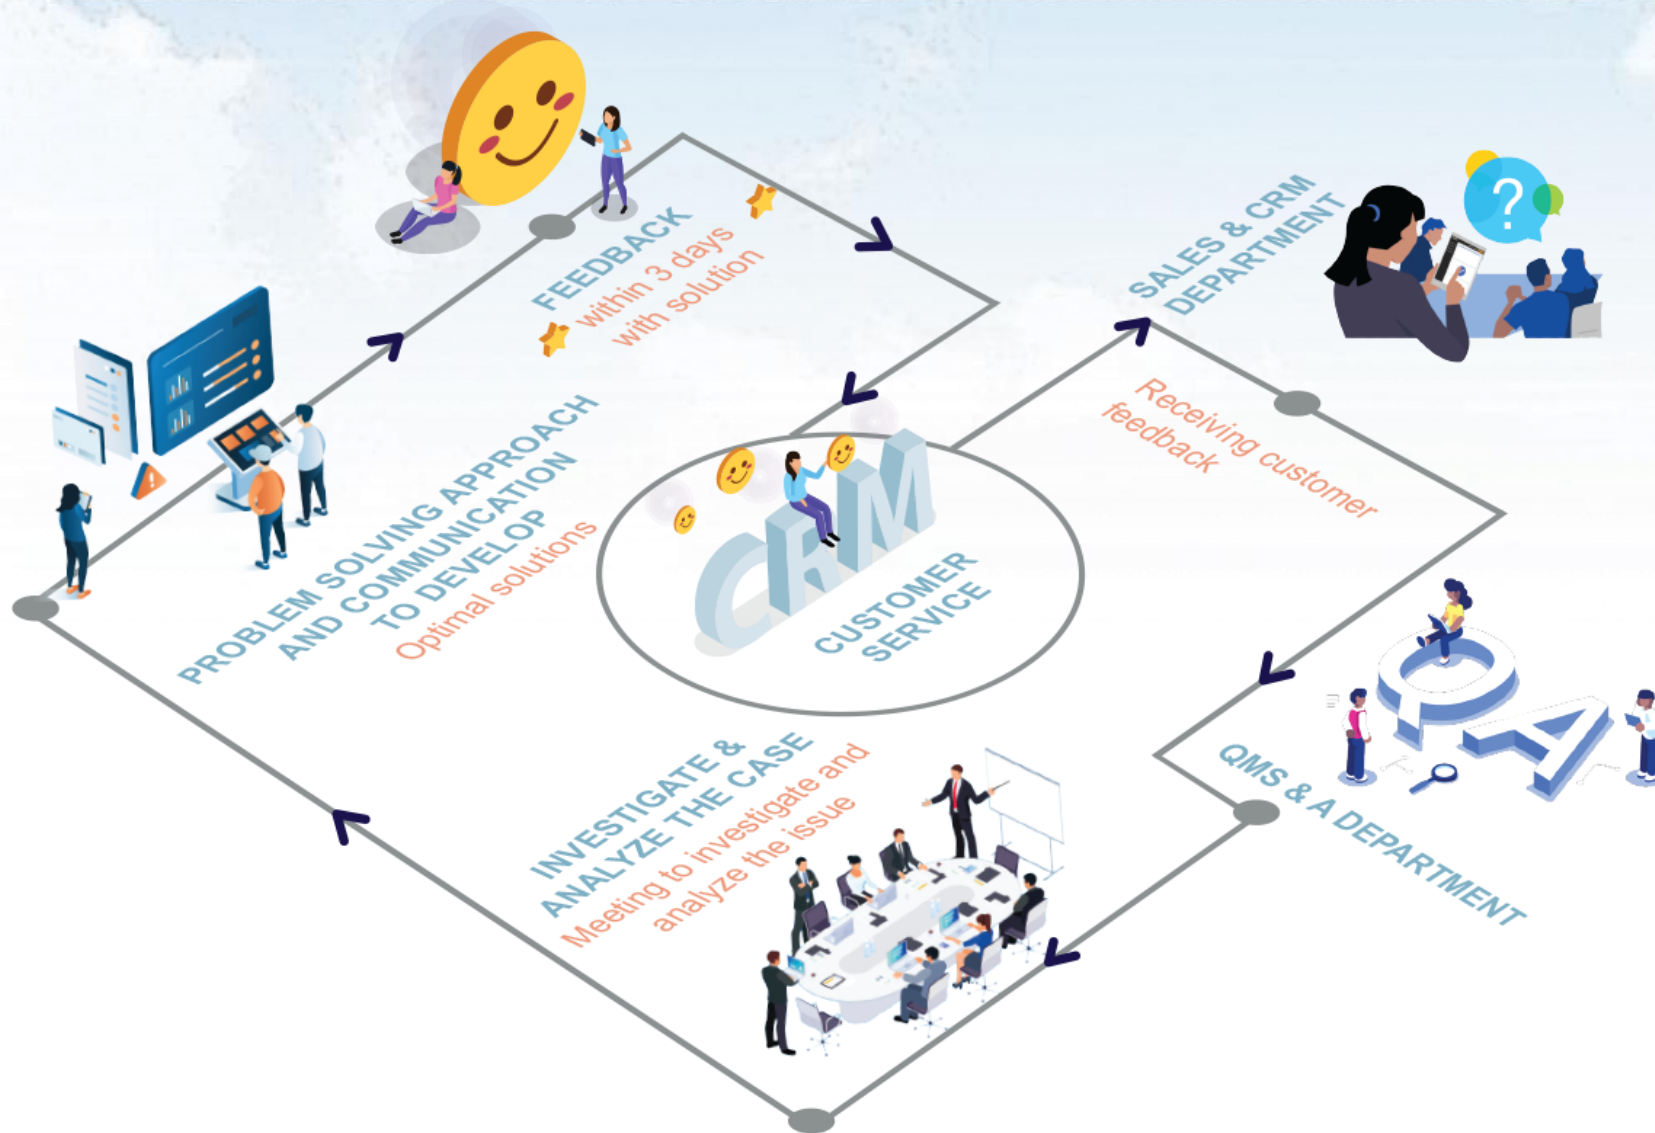 FEEDBACK
within 3 days
with solution
SALES & CRM
DEPARTMENT
?
Receiving customer
feedback
PROBLEM SOLVING APPROACH
AND COMMUNICATION
TO DEVELOP
Optimal solutions
!
CRM
CUSTOMER
SERVICE
QA
QMS & A DEPARTMENT
INVESTIGATE &
ANALYZE THE CASE
Meeting to investigate and
analyze the issue